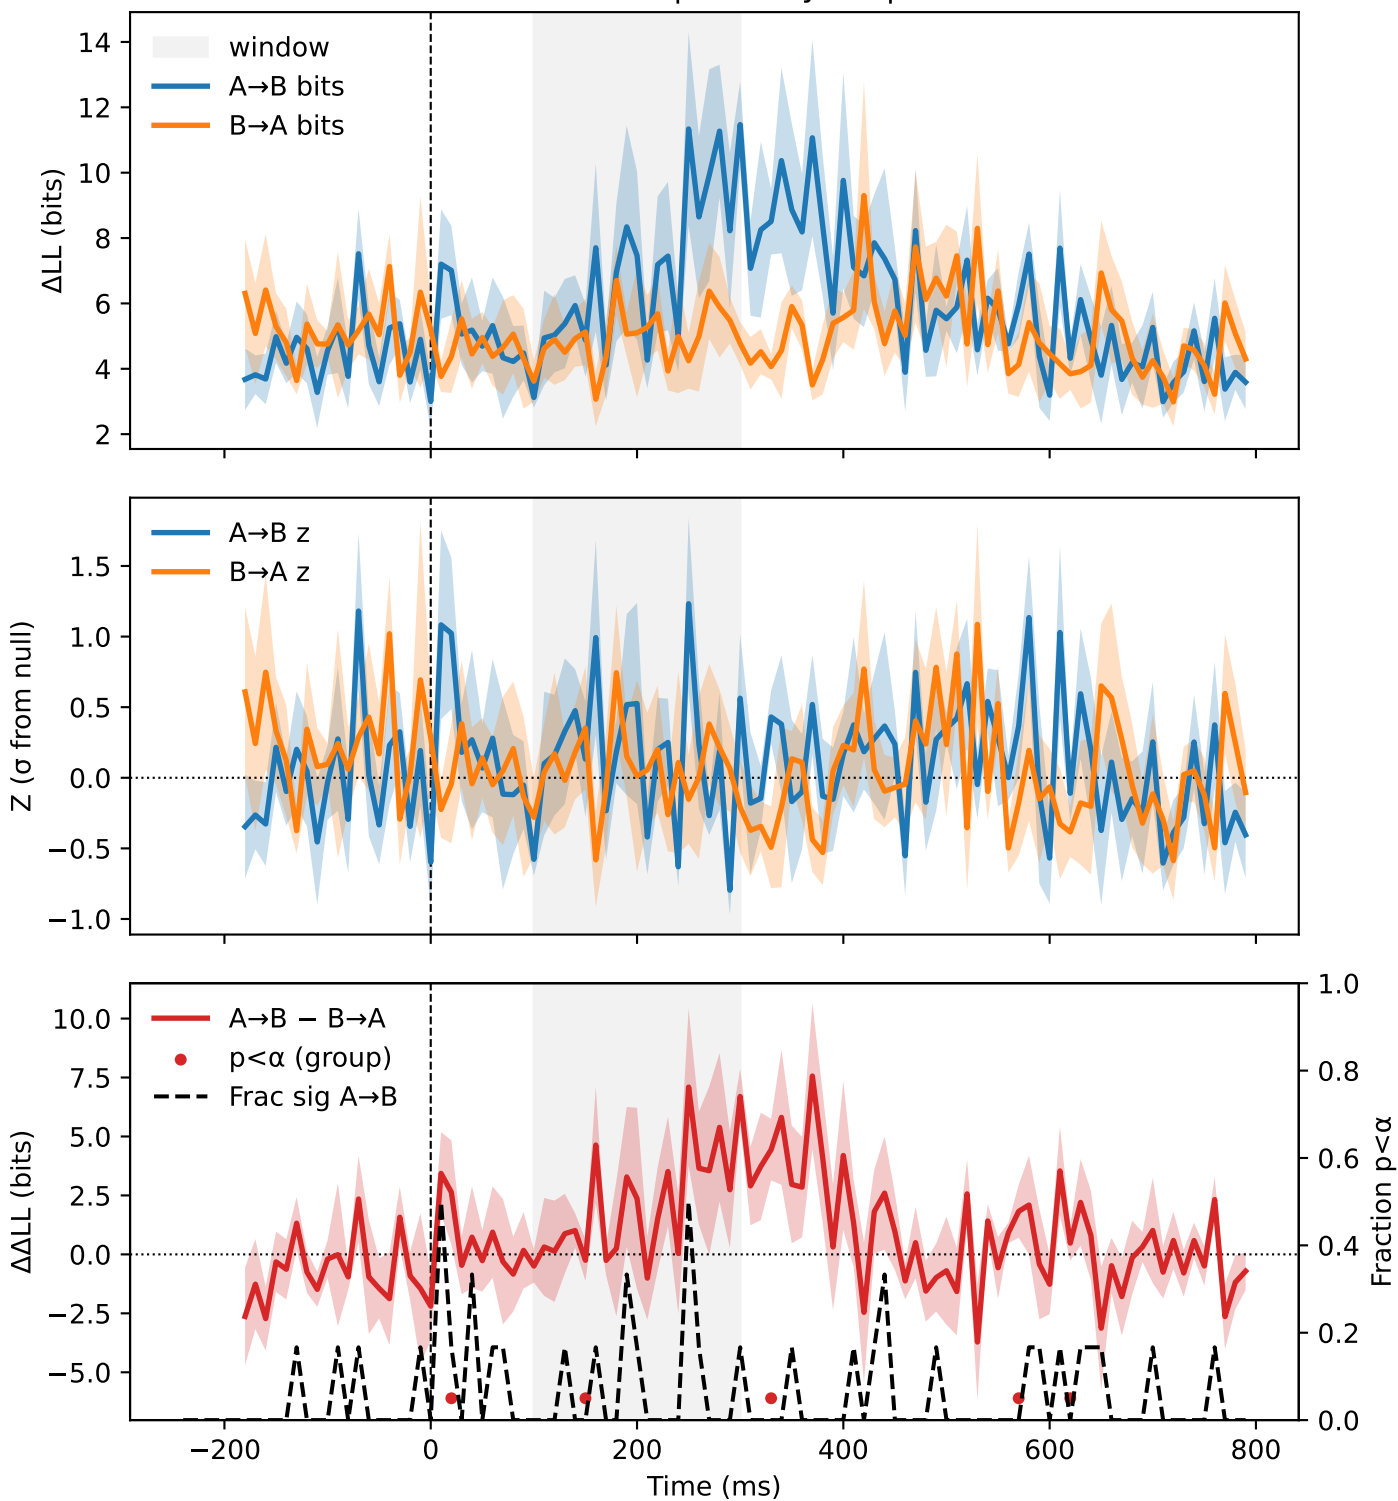 14
12
10
8
6
4
2
ΔLL (bits)
window
A→B bits
B→A bits
1.5
1.0
0.5
0.0
−0.5
−1.0
Z (σ from null)
A→B z
B→A z
10.0
7.5
5.0
2.5
0.0
−2.5
−5.0
ΔΔLL (bits)
A→B − B→A
p<α (group)
Frac sig A→B
1.0
0.8
0.6
0.4
0.2
0.0
Fraction p<α
−200
0
200
400
600
800
Time (ms)